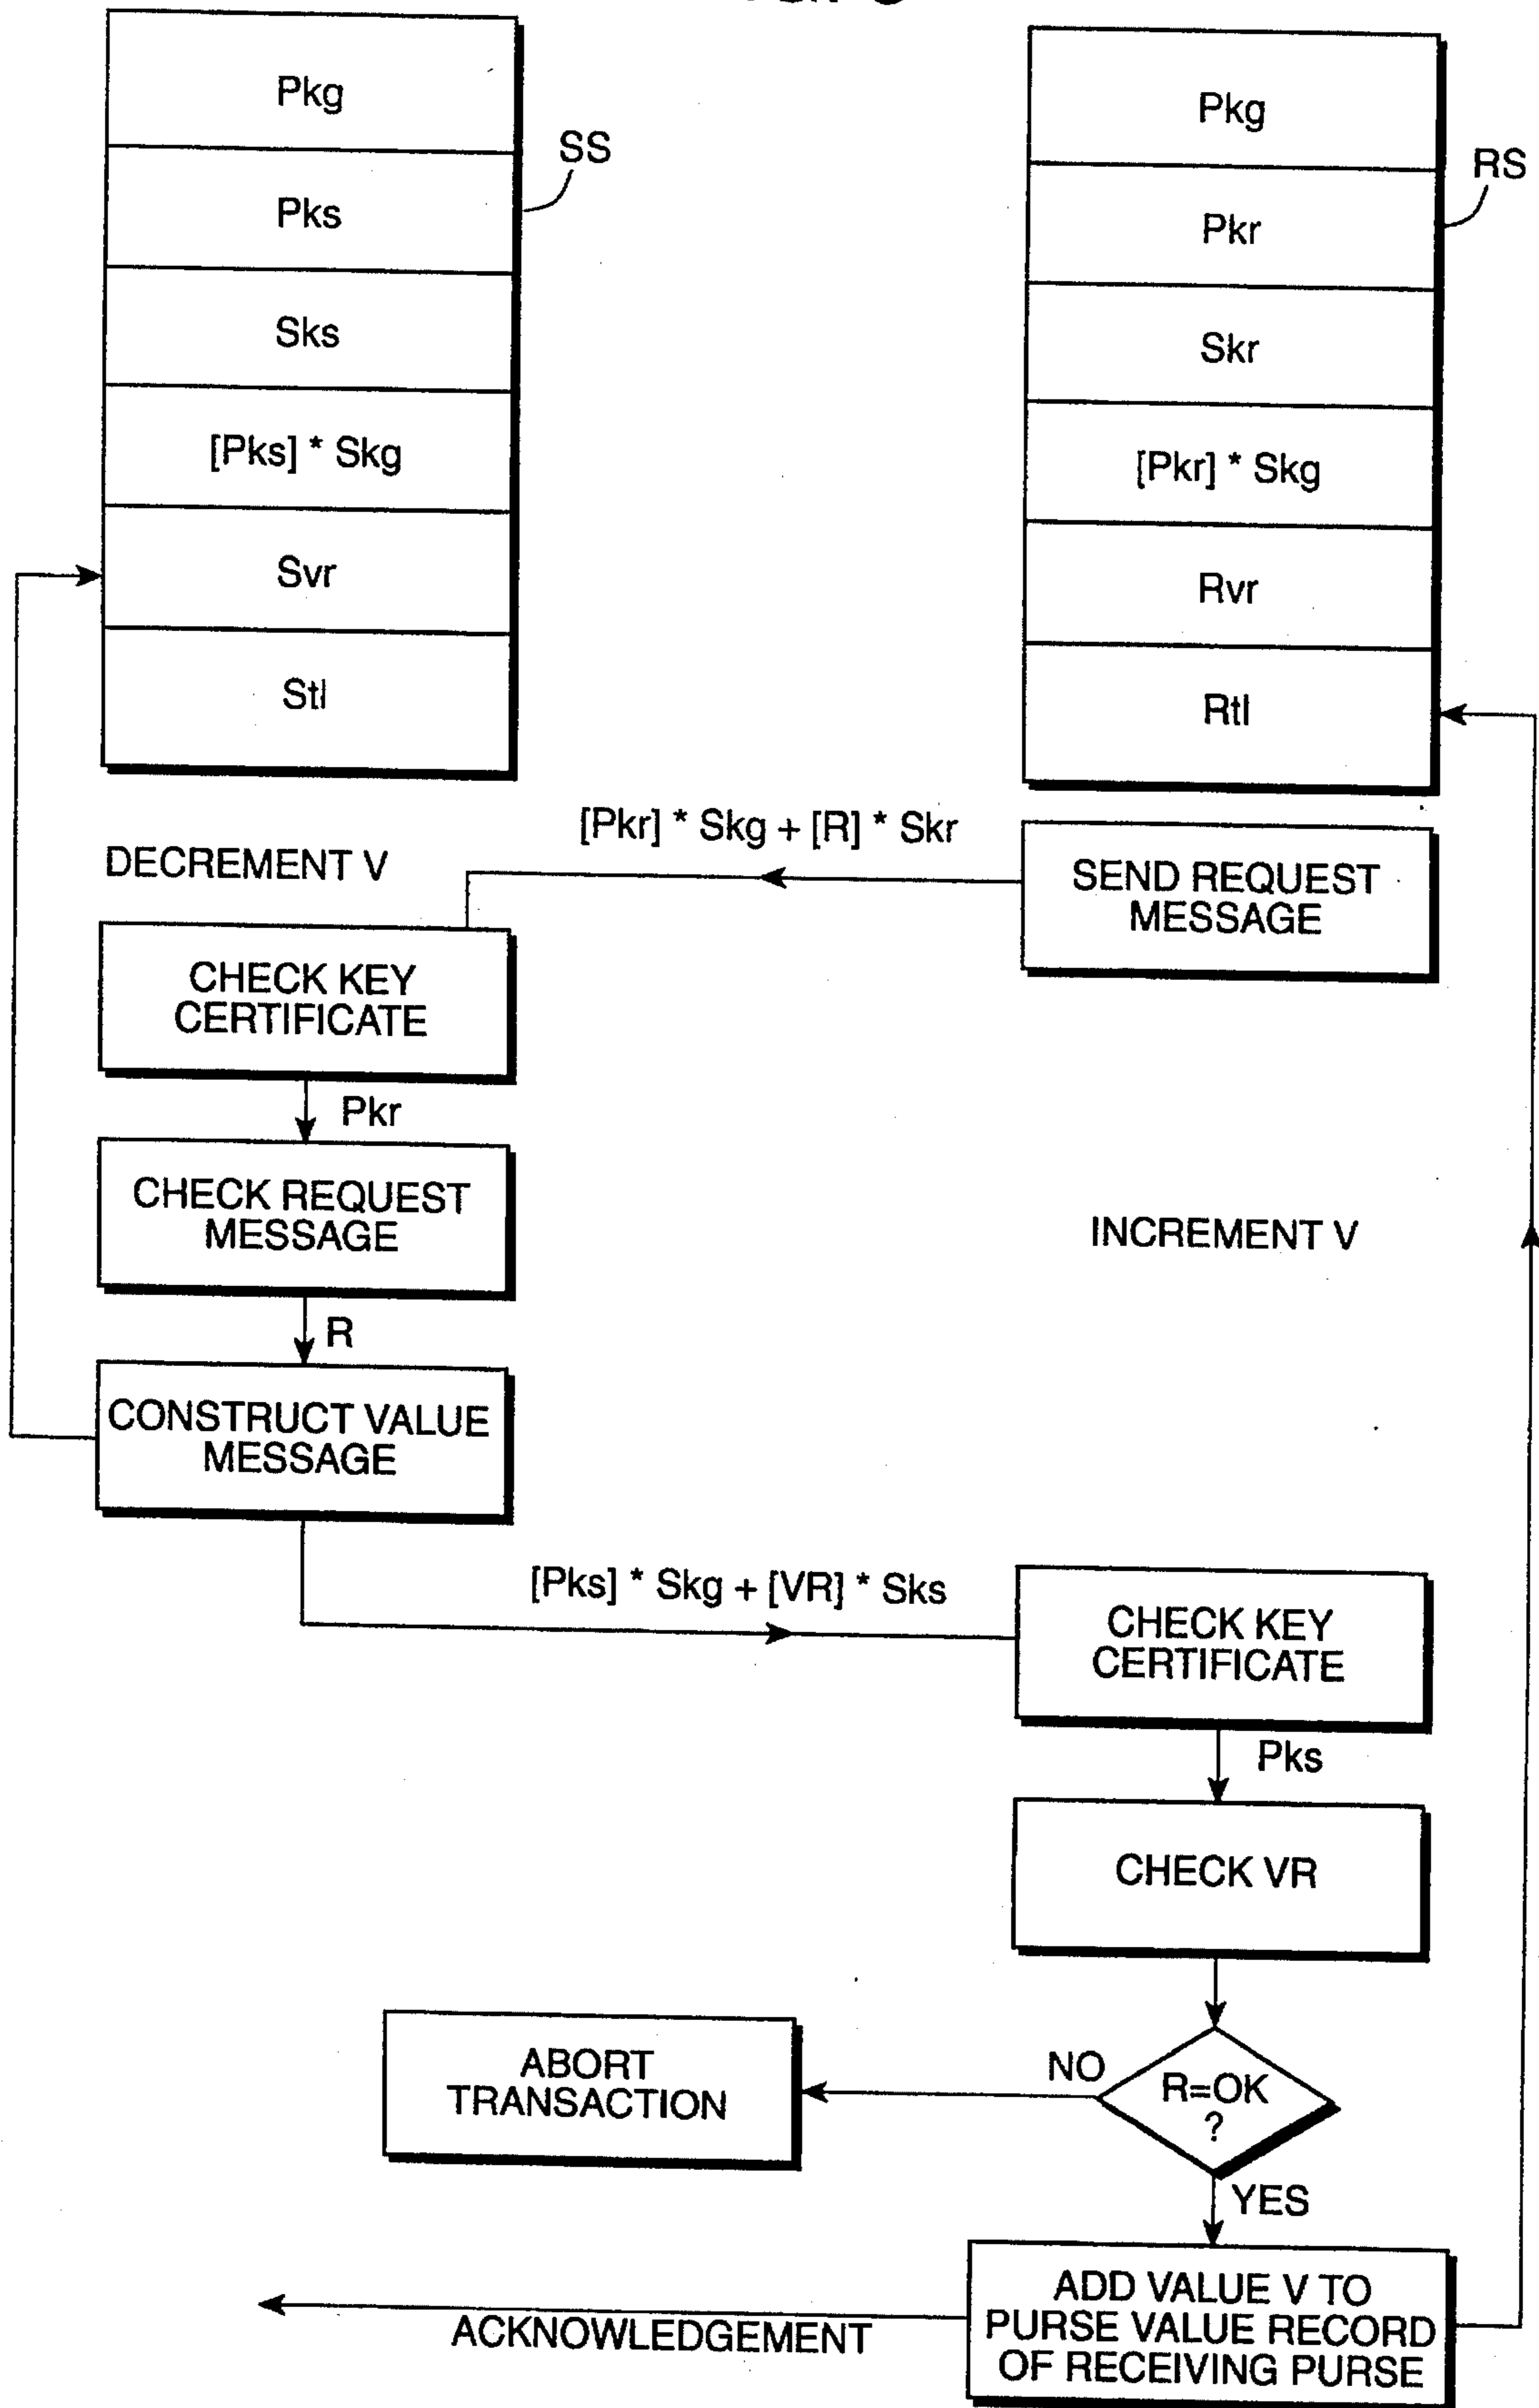 Pkg
Pks
Sks
[Pks] * Skg
Svr
Stl
SS
Pkg
Pkr
Skr
[Pkr] * Skg
Rvr
Rtl
RS
[Pkr] * Skg + [R] * Skr
SEND REQUEST
MESSAGE
DECREMENT V
CHECK KEY
CERTIFICATE
Pkr
CHECK REQUEST
MESSAGE
INCREMENT V
R
CONSTRUCT VALUE
MESSAGE
[Pks] * Skg + [VR] * Sks
CHECK KEY
CERTIFICATE
Pks
CHECK VR
R=OK
?
NO
ABORT
TRANSACTION
YES
ADD VALUE V TO
PURSE VALUE RECORD
OF RECEIVING PURSE
ACKNOWLEDGEMENT